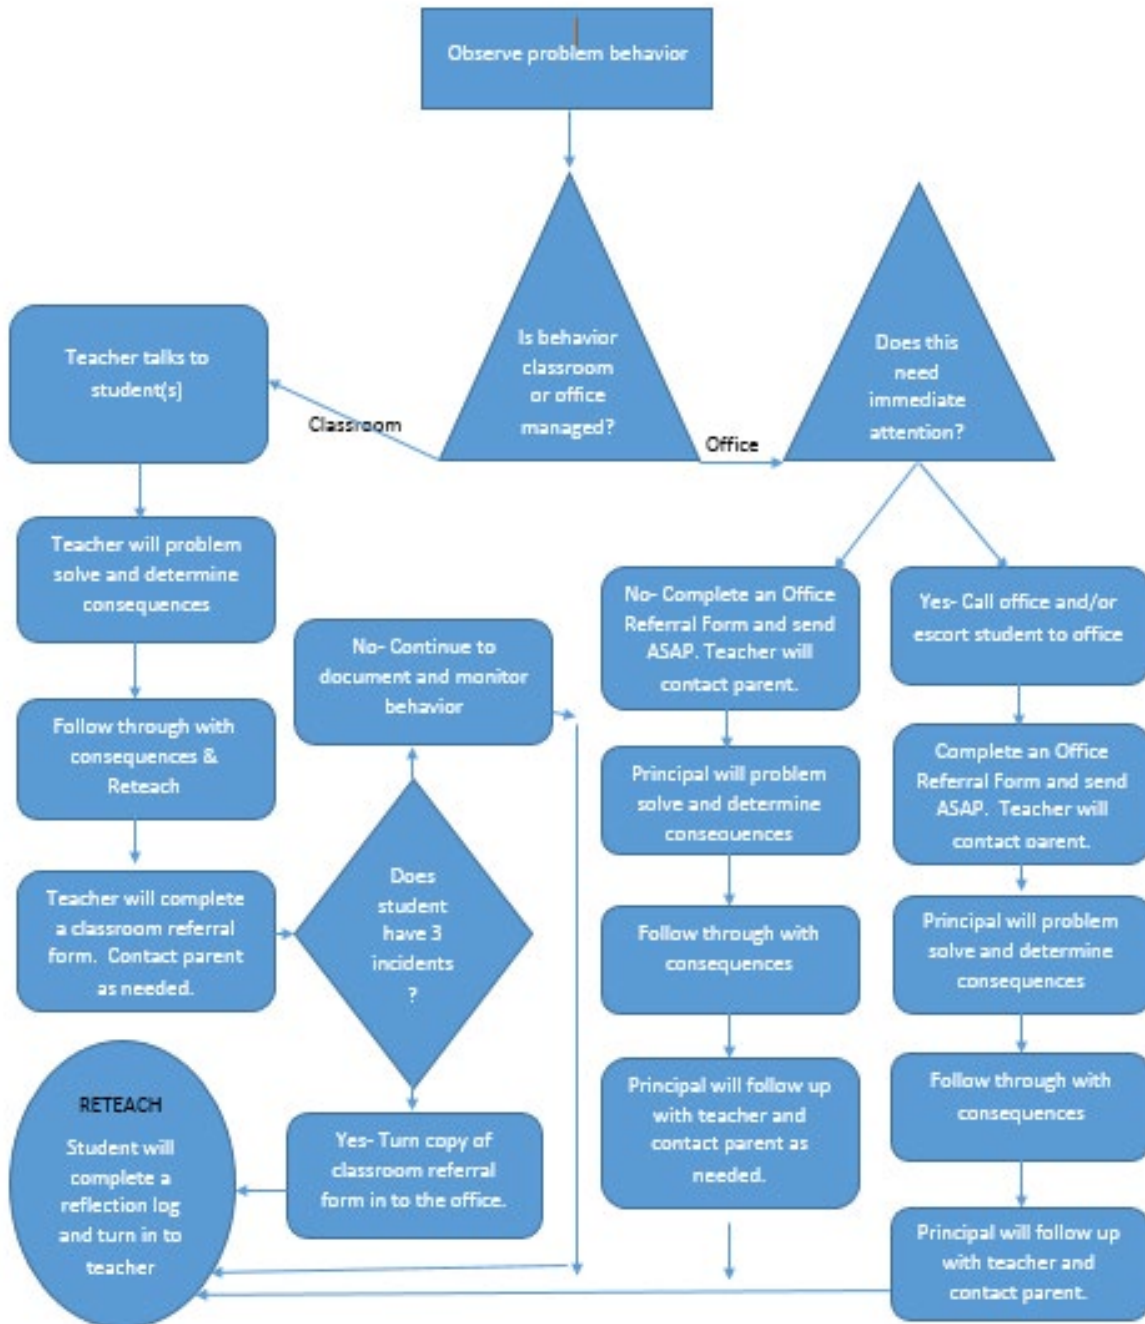 Observe problem behavior
Is behavior
classroom
or office
managed?
Does this
need
immediate
attention?
Teacher talks to
student(s)
Classroom
Office
Teacher will problem
solve and determine
consequences
Follow through with
consequences &
Reteach
Teacher will complete
a classroom referral
form. Contact parent
as needed.
No- Continue to
document and monitor
behavior
Does
student
have 3
incidents
?
Yes- Turn copy of
classroom referral
form in to the office.
RETEACH
Student will
complete a
reflection log
and turn in to
teacher
No- Complete an Office
Referral Form and send
ASAP. Teacher will
contact parent.
Principal will problem
solve and determine
consequences
Follow through with
consequences
Principal will follow up
with teacher and
contact parent as
needed.
Yes- Call office and/or
escort student to office
Complete an Office
Referral Form and send
ASAP. Teacher will
contact parent.
Principal will problem
solve and determine
consequences
Follow through with
consequences
Principal will follow up
with teacher and
contact parent.